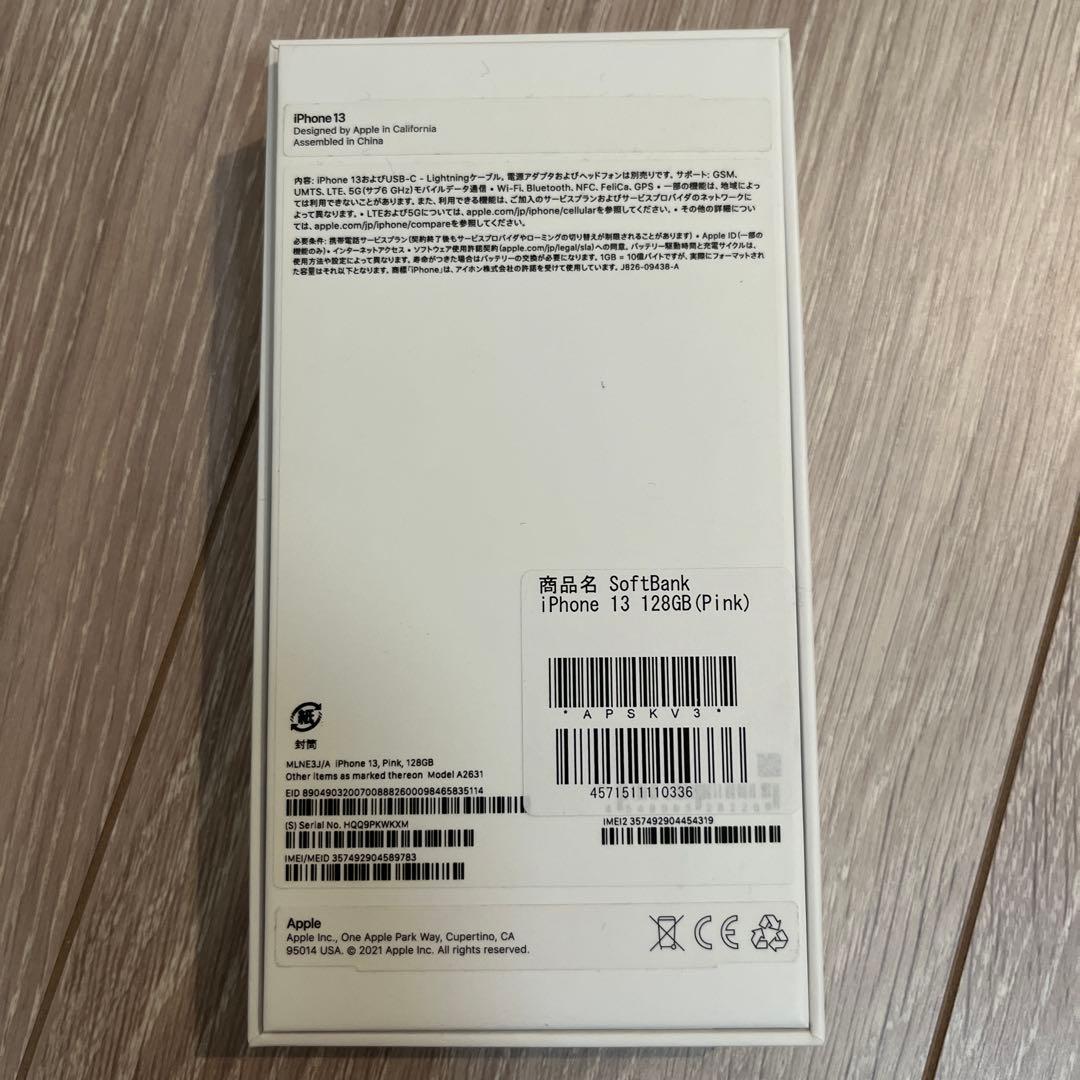 iPhone 13
Designed by Apple in California
Assembled in China
内容: iPhone 13およびUSB-C - Lightningケーブル。電源アダプタおよびヘッドフォンは別売りです。サポート: GSM、
UMTS、LTE、5G(サブ6 GHz)モバイルデータ通信 • Wi-Fi、Bluetooth、NFC、FeliCa、GPS • 一部の機能は、地域によっ
ては利用できないことがあります。また、利用できる機能は、ご加入のサービスプランおよびサービスプロバイダのネットワークに
よって異なります。• LTEおよび5Gについては、apple.com/jp/iphone/cellularを参照してください。• その他の詳細につい
ては、apple.com/jp/iphone/compareを参照してください。
必要条件: 携帯電話サービスプラン(契約終了後もサービスプロバイダやローミングの切り替えが制限されることがあります) • Apple ID(一部の
機能のみ)• インターネットアクセス • ソフトウェア使用許諾契約(apple.com/jp/legal/sla)への同意。バッテリー駆動時間と充電サイクルは、
使用方法や設定によって異なります。寿命がつきた場合はバッテリーの交換が必要になります。1GB = 10億バイトですが、実際にフォーマットさ
れた容量はそれ以下となります。商標「iPhone」は、アイホン株式会社の許諾を受けて使用しています。J826-09438-A
商品名 SoftBank
iPhone 13 128GB(Pink)
*APSKV3*
4571511110336
紙
封筒
MLNE3J/A iPhone 13, Pink, 128GB
Other items as marked thereon Model A2631
EID 89049032007008882600098465835114
(S) Serial No. HQQ9PKWKXM
IMEI2 357492904454319
IMEI/MEID 357492904589783
Apple
Apple Inc., One Apple Park Way, Cupertino, CA
95014 USA. © 2021 Apple Inc. All rights reserved.